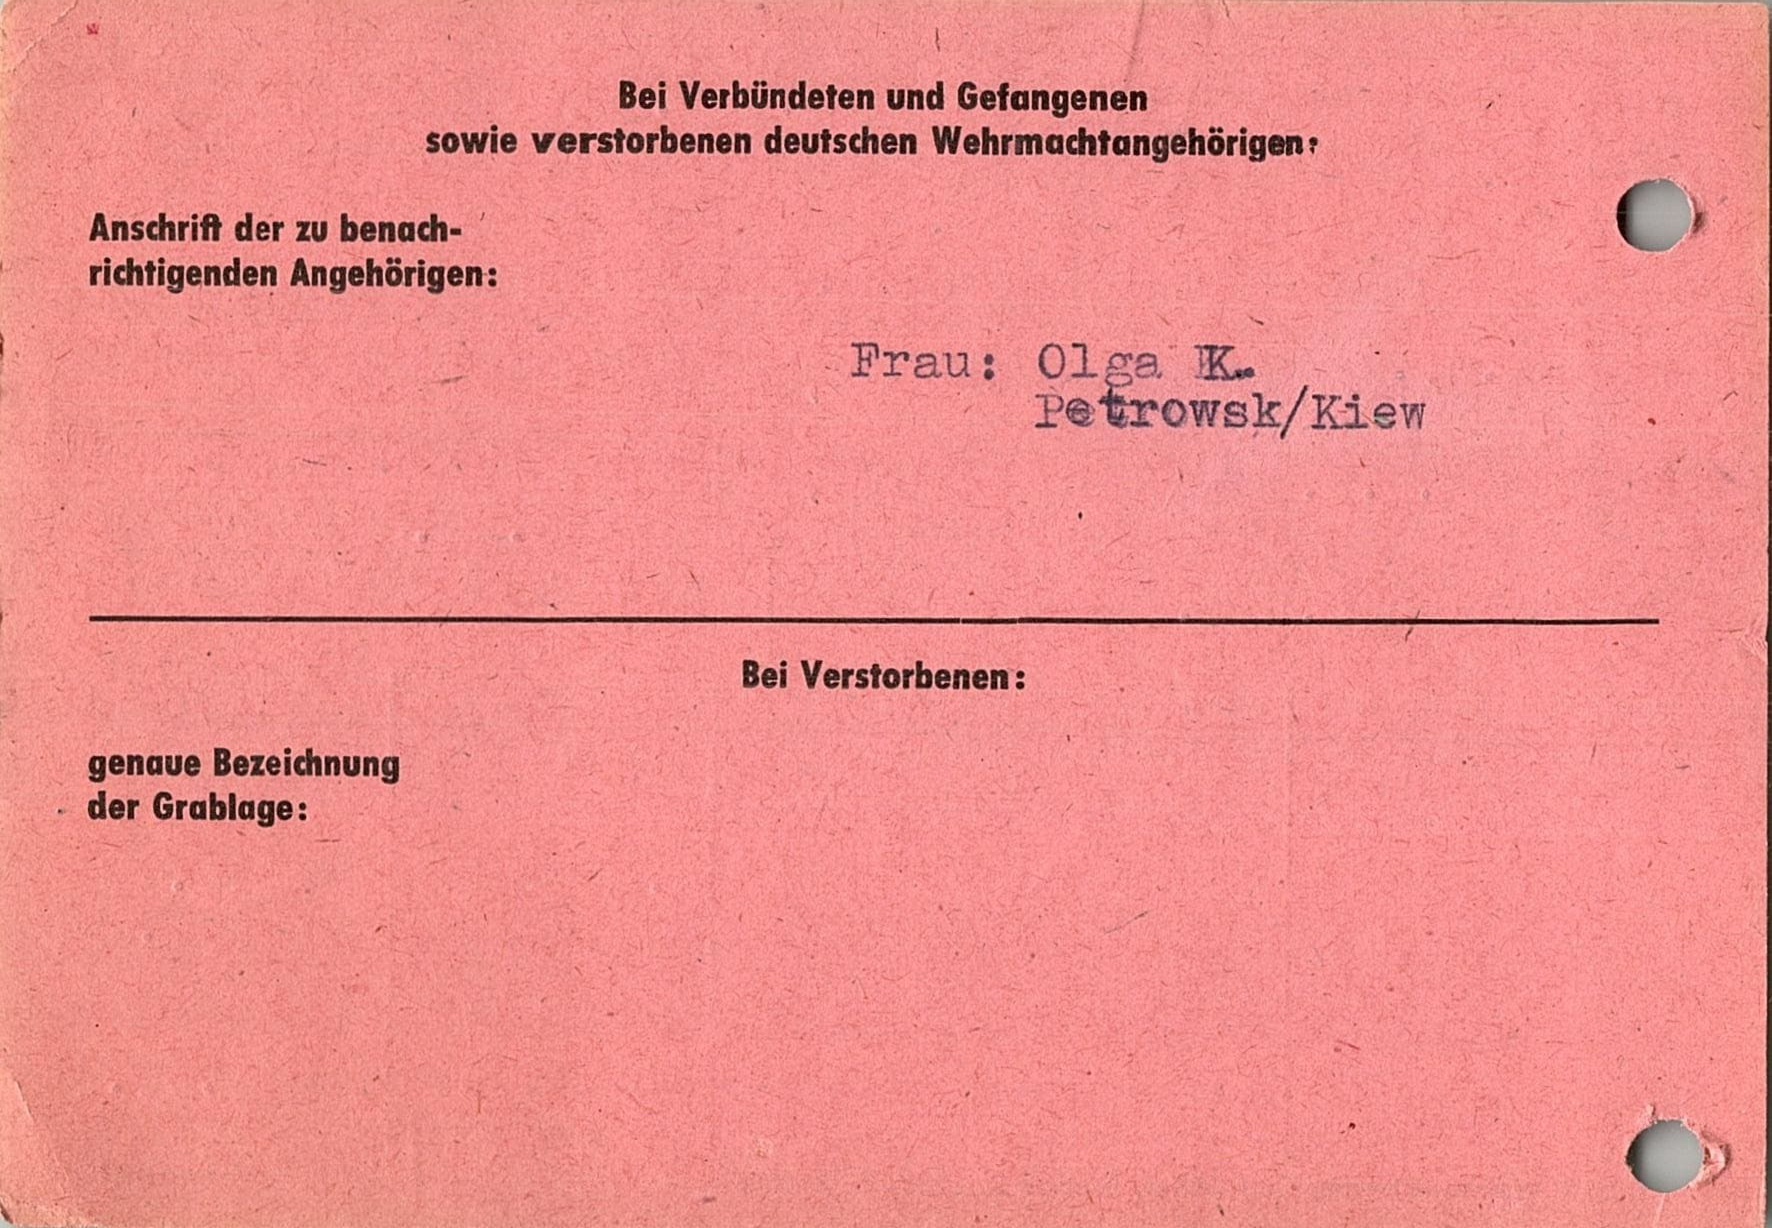 Bei Verbündeten und Gefangenen
sowie verstorbenen deutschen Wehrmachtangehörigen:
Anschrift der zu benach-
richtigenden Angehörigen:
Frau: Olga K.
Petrowsk/Kiew
Bei Verstorbenen:
genaue Bezeichnung
der Grablage: